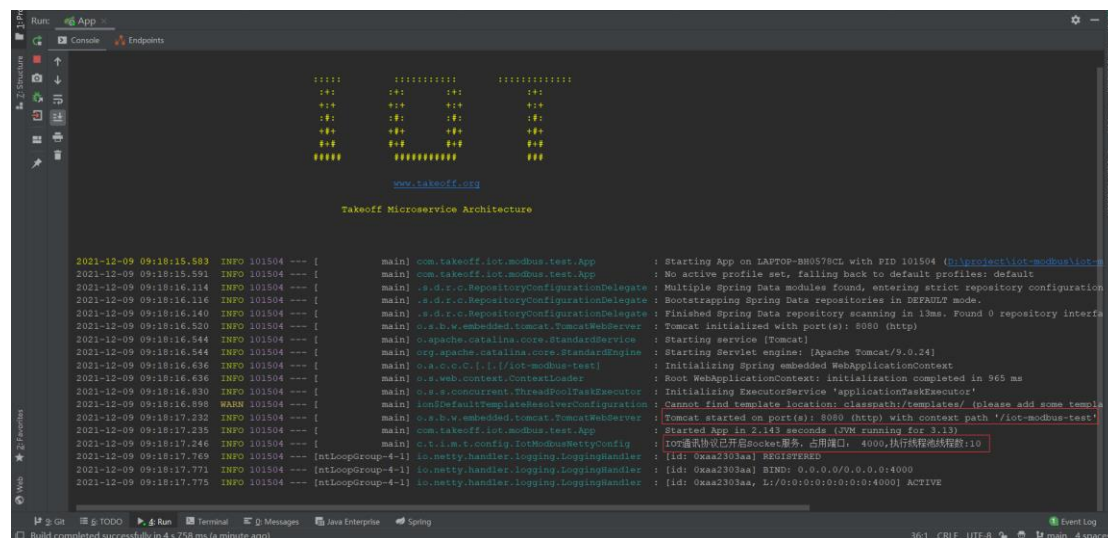 Run: App
Console Endpoints
www.takeoff.org
Takeoff Microservice Architecture
2021-12-09 09:18:15.583 INFO 101504 --- [ main] com.takeoff.iot.modbus.test.App : Starting App on LAPTOP-BH0578CL with PID 101504 (D:\project\iot-modbus\iot-m
2021-12-09 09:18:15.591 INFO 101504 --- [ main] com.takeoff.iot.modbus.test.App : No active profile set, falling back to default profiles: default
2021-12-09 09:18:16.114 INFO 101504 --- [ main] .s.d.r.c.RepositoryConfigurationDelegate : Multiple Spring Data modules found, entering strict repository configuration
2021-12-09 09:18:16.116 INFO 101504 --- [ main] .s.d.r.c.RepositoryConfigurationDelegate : Bootstrapping Spring Data repositories in DEFAULT mode.
2021-12-09 09:18:16.140 INFO 101504 --- [ main] .s.d.r.c.RepositoryConfigurationDelegate : Finished Spring Data repository scanning in 13ms. Found 0 repository interfa
2021-12-09 09:18:16.520 INFO 101504 --- [ main] o.s.b.w.embedded.tomcat.TomcatWebServer : Tomcat initialized with port(s): 8080 (http)
2021-12-09 09:18:16.544 INFO 101504 --- [ main] o.apache.catalina.core.StandardService : Starting service [Tomcat]
2021-12-09 09:18:16.544 INFO 101504 --- [ main] org.apache.catalina.core.StandardEngine : Starting Servlet engine: [Apache Tomcat/9.0.24]
2021-12-09 09:18:16.636 INFO 101504 --- [ main] o.a.c.c.C.[.[.[/iot-modbus-test] : Initializing Spring embedded WebApplicationContext
2021-12-09 09:18:16.636 INFO 101504 --- [ main] o.s.web.context.ContextLoader : Root WebApplicationContext: initialization completed in 965 ms
2021-12-09 09:18:16.830 INFO 101504 --- [ main] o.s.s.concurrent.ThreadPoolTaskExecutor : Initializing ExecutorService 'applicationTaskExecutor'
2021-12-09 09:18:16.898 WARN 101504 --- [ main] ion$DefaultTemplateResolverConfiguration : Cannot find template location: classpath:/templates/ (please add some templa
2021-12-09 09:18:17.232 INFO 101504 --- [ main] o.s.b.w.embedded.tomcat.TomcatWebServer : Tomcat started on port(s): 8080 (http) with context path '/iot-modbus-test'
2021-12-09 09:18:17.235 INFO 101504 --- [ main] com.takeoff.iot.modbus.test.App : Started App in 2.143 seconds (JVM running for 3.13)
2021-12-09 09:18:17.246 INFO 101504 --- [ main] c.t.i.m.t.config.IotModbusNettyConfig : IOT通讯协议已开启Socket服务，占用端口， 4000,执行线程池线程数:10
2021-12-09 09:18:17.769 INFO 101504 --- [ntLoopGroup-4-1] io.netty.handler.logging.LoggingHandler : [id: 0xaa2303aa] REGISTERED
2021-12-09 09:18:17.771 INFO 101504 --- [ntLoopGroup-4-1] io.netty.handler.logging.LoggingHandler : [id: 0xaa2303aa] BIND: 0.0.0.0/0.0.0.0:4000
2021-12-09 09:18:17.775 INFO 101504 --- [ntLoopGroup-4-1] io.netty.handler.logging.LoggingHandler : [id: 0xaa2303aa, L:/0:0:0:0:0:0:0:0:4000] ACTIVE
Z: Structure
2: Favorites
Web
9: Git 6: TODO 4: Run Terminal 0: Messages Java Enterprise Spring 1 Event Log
Build completed successfully in 4 s 758 ms (a minute ago) 36:1 CRLF UTF-8 main 4 space